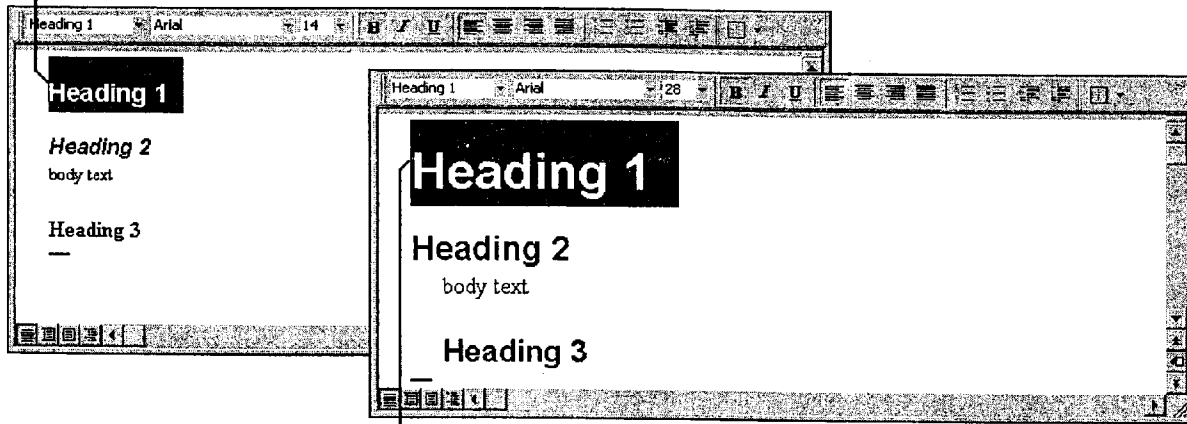 Heading 1 Arial 14 B I U
Heading 1
Heading 2
body text
Heading 3
Heading 1 Arial 28 B I U
Heading 1
Heading 2
body text
Heading 3